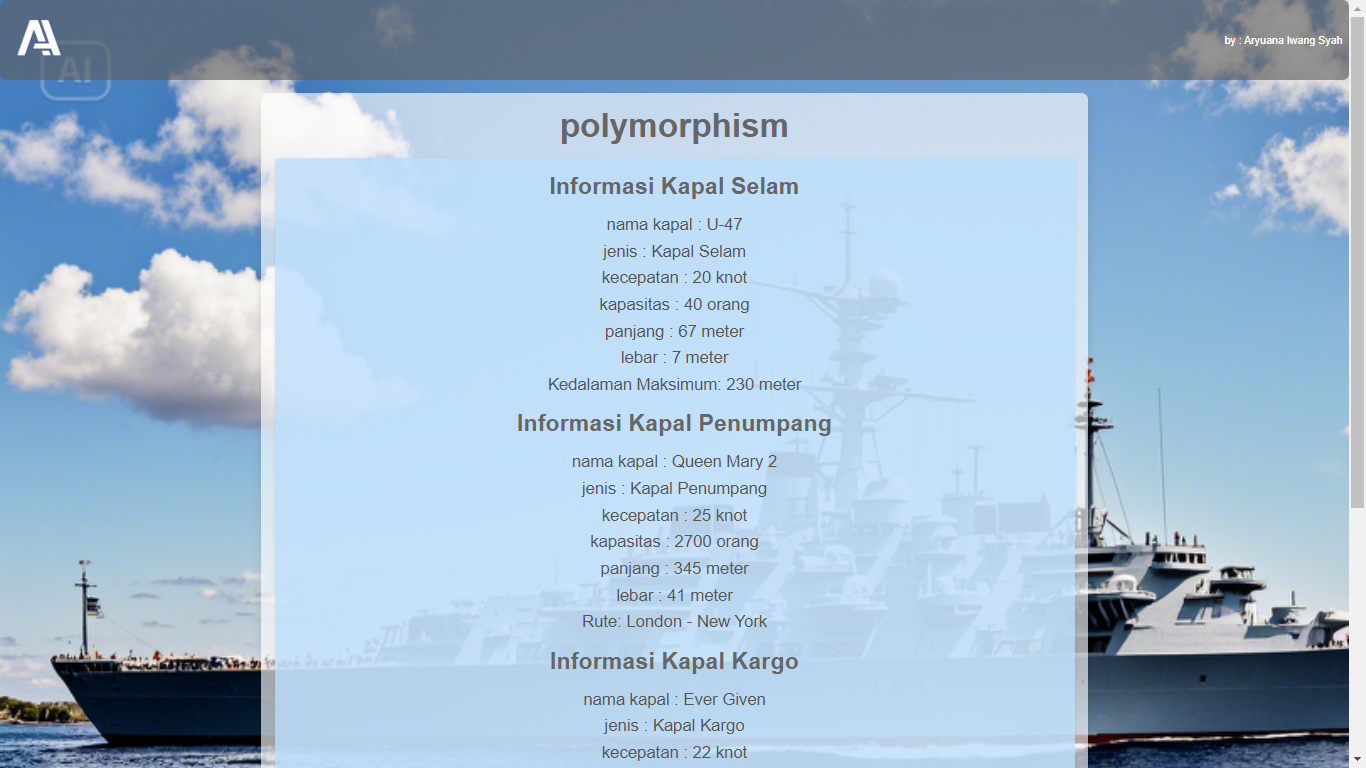 AI
by : Aryuana Iwang Syah
polymorphism
Informasi Kapal Selam
nama kapal : U-47
jenis : Kapal Selam
kecepatan : 20 knot
kapasitas : 40 orang
panjang : 67 meter
lebar : 7 meter
Kedalaman Maksimum: 230 meter
Informasi Kapal Penumpang
nama kapal : Queen Mary 2
jenis : Kapal Penumpang
kecepatan : 25 knot
kapasitas : 2700 orang
panjang : 345 meter
lebar : 41 meter
Rute: London - New York
Informasi Kapal Kargo
nama kapal : Ever Given
jenis : Kapal Kargo
kecepatan : 22 knot